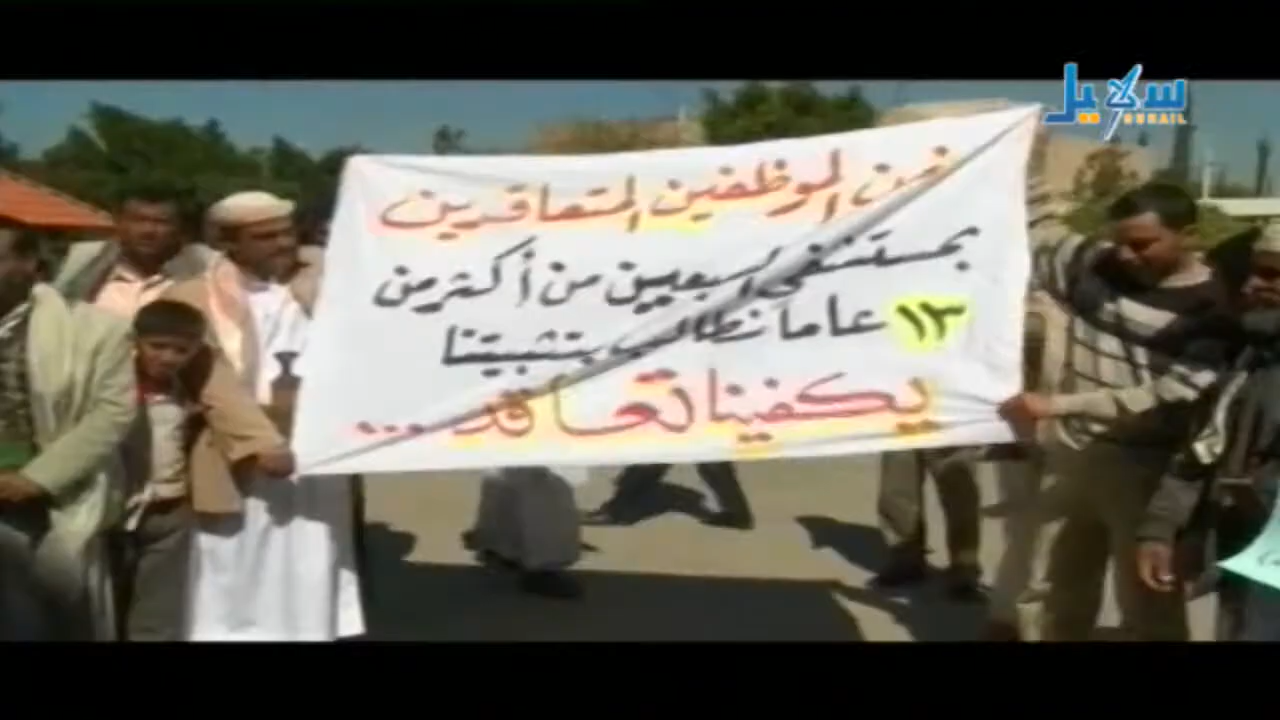 سهيل
SUHAIL
نحن الموظفين المتعاقدين
بمستشفى السبعين من أكثر من
١٣ عاما نطالب بتثبيتنا
يكفينا تعاقد ...